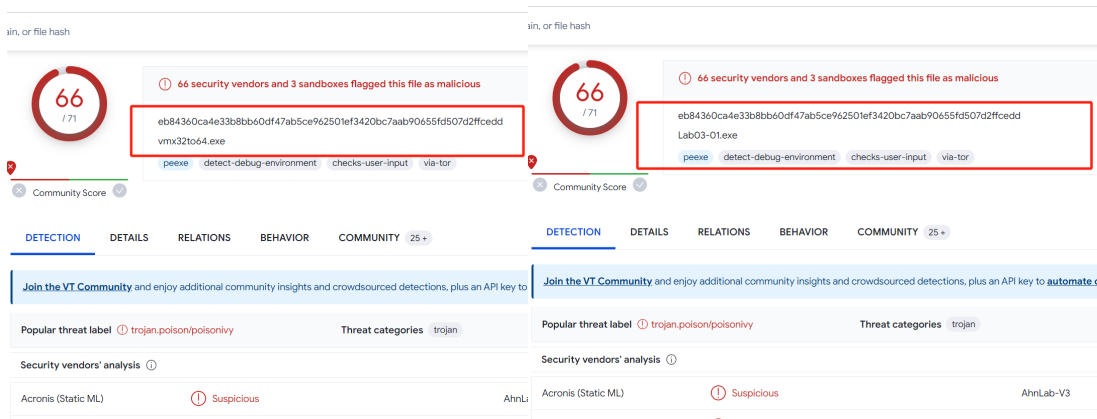 ain, or file hash
66
/ 71
66 security vendors and 3 sandboxes flagged this file as malicious
eb84360ca4e33b8bb60df47ab5ce962501ef3420bc7aab90655fd507d2ffcedd
vmx32to64.exe
peexe detect-debug-environment checks-user-input via-tor
Community Score
DETECTION DETAILS RELATIONS BEHAVIOR COMMUNITY 25+
Join the VT Community and enjoy additional community insights and crowdsourced detections, plus an API key to
Popular threat label trojan.poison/poisonivy Threat categories trojan
Security vendors' analysis
Acronis (Static ML) Suspicious AhnL
ain, or file hash
66
/ 71
66 security vendors and 3 sandboxes flagged this file as malicious
eb84360ca4e33b8bb60df47ab5ce962501ef3420bc7aab90655fd507d2ffcedd
Lab03-01.exe
peexe detect-debug-environment checks-user-input via-tor
Community Score
DETECTION DETAILS RELATIONS BEHAVIOR COMMUNITY 25+
Join the VT Community and enjoy additional community insights and crowdsourced detections, plus an API key to automate
Popular threat label trojan.poison/poisonivy Threat categories trojan
Security vendors' analysis
Acronis (Static ML) Suspicious AhnLab-V3